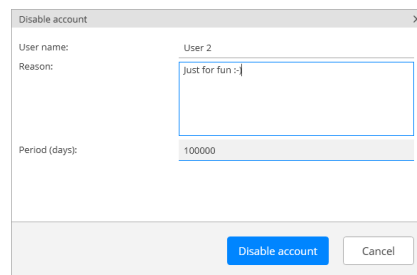 Disable account
User name: User 2
Reason: Just for fun :-)
Period (days): 100000
Disable account Cancel